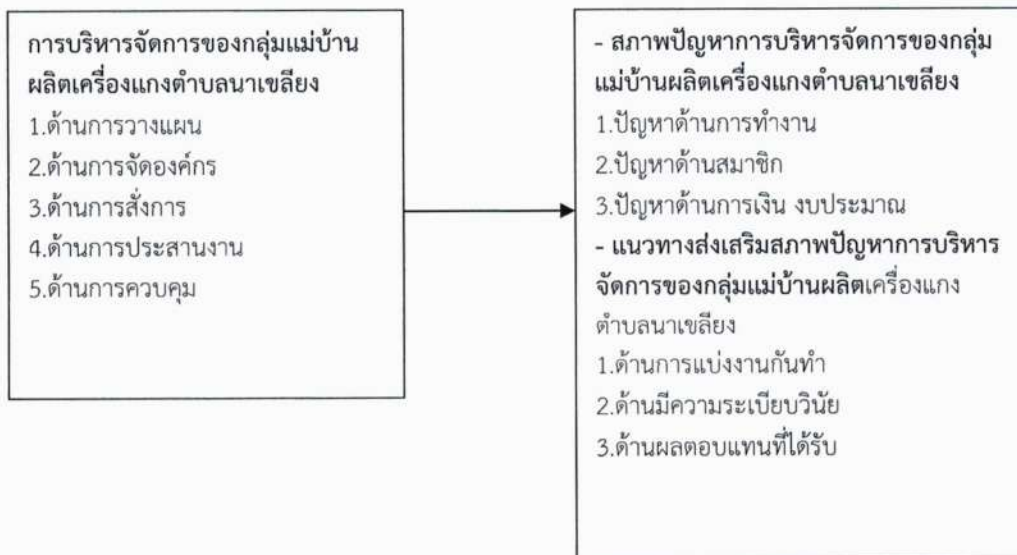 การบริหารจัดการของกลุ่มแม่บ้าน
ผลิตเครื่องแกงตำบลนาเขลียง
1.ด้านการวางแผน
2.ด้านการจัดองค์กร
3.ด้านการสั่งการ
4.ด้านการประสานงาน
5.ด้านการควบคุม
- สภาพปัญหาการบริหารจัดการของกลุ่ม
แม่บ้านผลิตเครื่องแกงตำบลนาเขลียง
1.ปัญหาด้านการทำงาน
2.ปัญหาด้านสมาชิก
3.ปัญหาด้านการเงิน งบประมาณ
- แนวทางส่งเสริมสภาพปัญหาการบริหาร
จัดการของกลุ่มแม่บ้านผลิตเครื่องแกง
ตำบลนาเขลียง
1.ด้านการแบ่งงานกันทำ
2.ด้านมีความระเบียบวินัย
3.ด้านผลตอบแทนที่ได้รับ